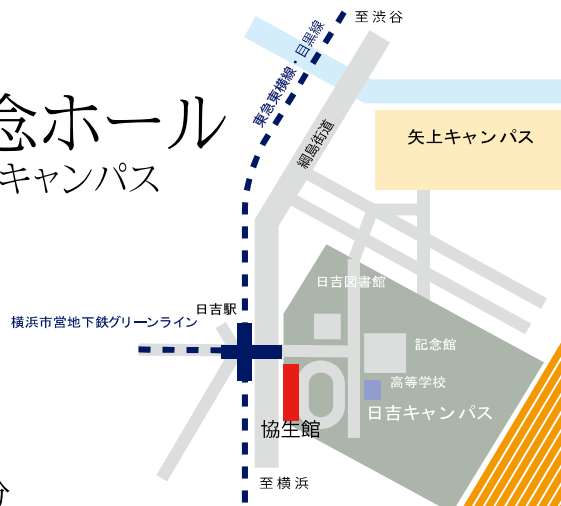 至渋谷
東急東横線・目黒線
念ホール
綱島街道
矢上キャンパス
キャンパス
日吉図書館
日吉駅
横浜市営地下鉄グリーンライン
記念館
高等学校
日吉キャンパス
協生館
至横浜
分